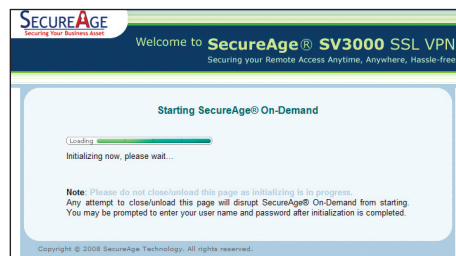 SECUREAGE
Securing Your Business Asset
Welcome to SecureAge® SV3000 SSL VPN
Securing your Remote Access Anytime, Anywhere, Hassle-free
Starting SecureAge® On-Demand
Loading
Initializing now, please wait...
Note: Please do not close/unload this page as initializing is in progress.
Any attempt to close/unload this page will disrupt SecureAge® On-Demand from starting.
You may be prompted to enter your user name and password after initialization is completed.
Copyright © 2008 SecureAge Technology. All rights reserved.